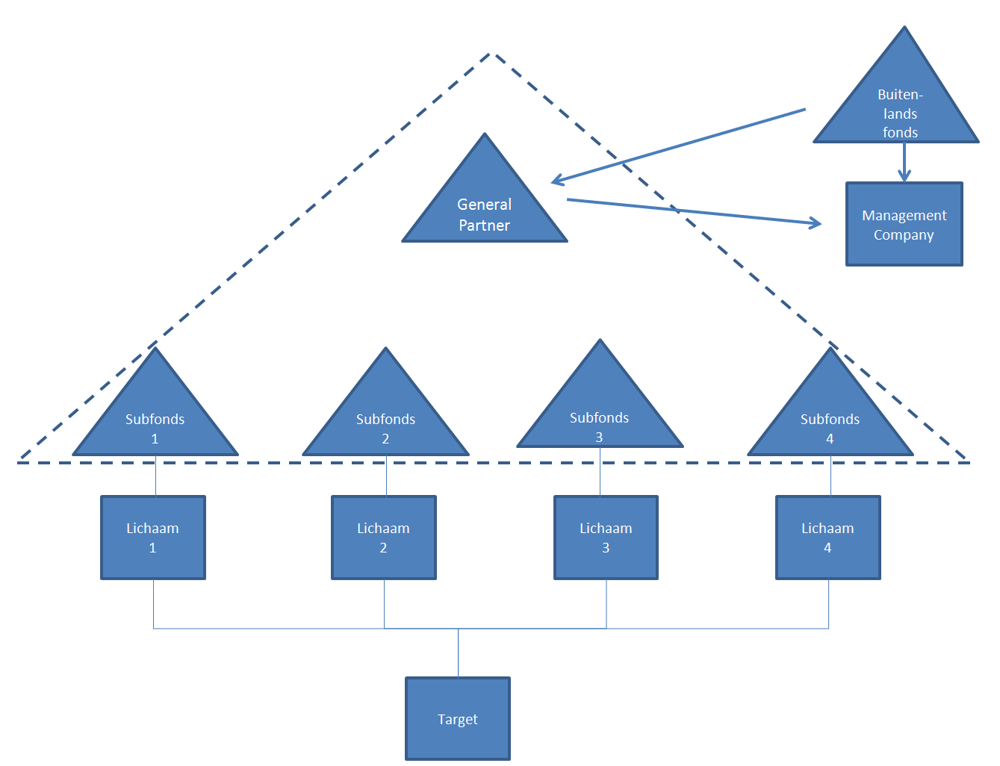 Buiten-
lands
fonds
General
Partner
Management
Company
Subfonds
1
Subfonds
2
Subfonds
3
Subfonds
4
Lichaam
1
Lichaam
2
Lichaam
3
Lichaam
4
Target